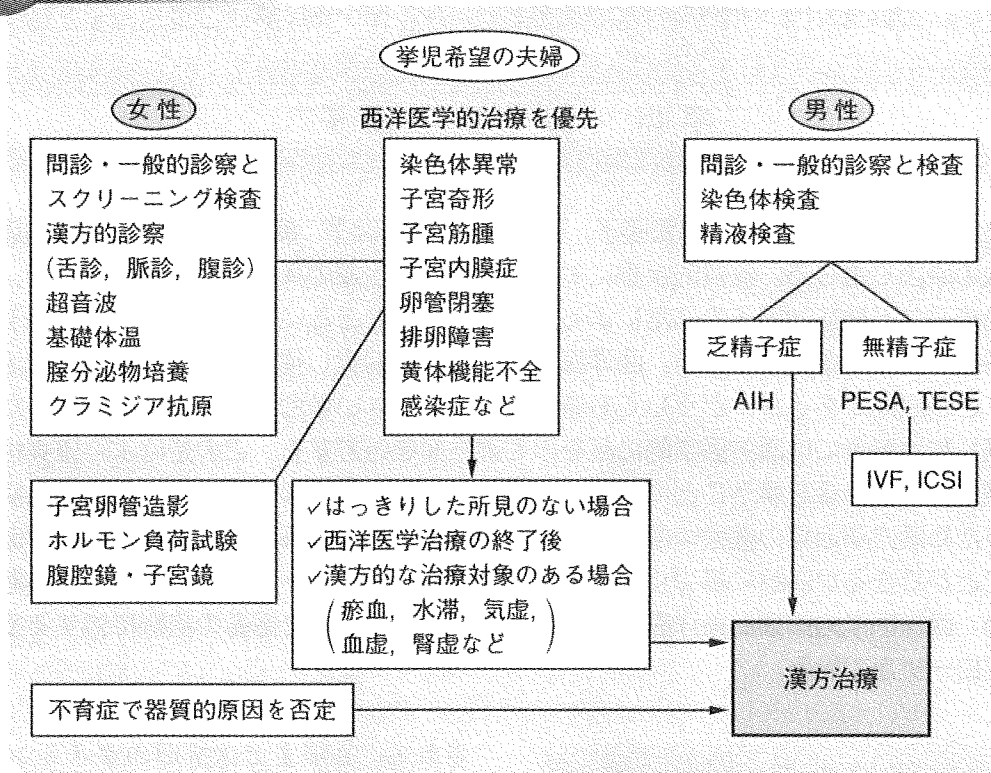 挙児希望の夫婦
女性
問診・一般的診察と
スクリーニング検査
漢方的診察
(舌診，脈診，腹診)
超音波
基礎体温
腟分泌物培養
クラミジア抗原
子宮卵管造影
ホルモン負荷試験
腹腔鏡・子宮鏡
西洋医学的治療を優先
染色体異常
子宮奇形
子宮筋腫
子宮内膜症
卵管閉塞
排卵障害
黄体機能不全
感染症など
✓はっきりした所見のない場合
✓西洋医学治療の終了後
✓漢方的な治療対象のある場合
(瘀血，水滞，気虚，
血虚，腎虚など)
不育症で器質的原因を否定
男性
問診・一般的診察と検査
染色体検査
精液検査
乏精子症
無精子症
AIH
PESA, TESE
IVF, ICSI
漢方治療